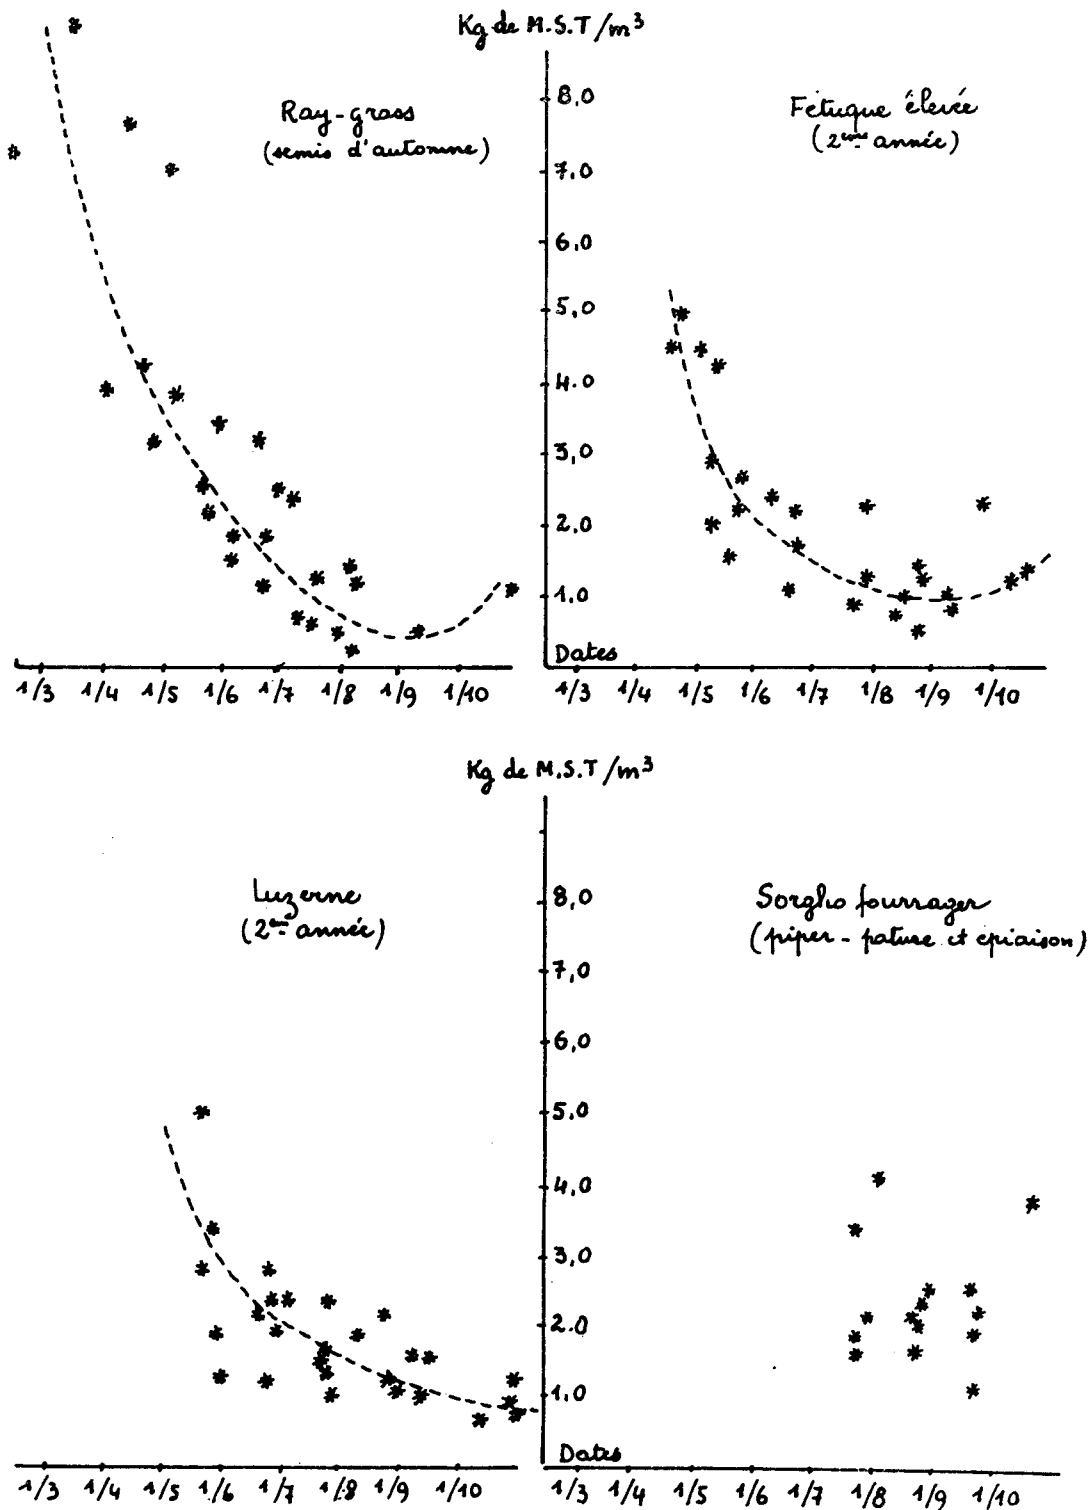 Kg de M.S.T/m³
Ray-grass
(semis d'automne)
Fetuque élevée
(2ème année)
8,0
7,0
6,0
5,0
4.0
3,0
2,0
1,0
Dates
1/3 1/4 1/5 1/6 1/7 1/8 1/9 1/10
1/3 1/4 1/5 1/6 1/7 1/8 1/9 1/10
Kg de M.S.T/m³
Luzerne
(2ème année)
Sorgho fourrager
(piper - pature et epiaison)
8,0
7,0
6,0
5.0
4,0
3,0
2.0
1,0
Dates
1/3 1/4 1/5 1/6 1/7 1/8 1/9 1/10
1/3 1/4 1/5 1/6 1/7 1/8 1/9 1/10